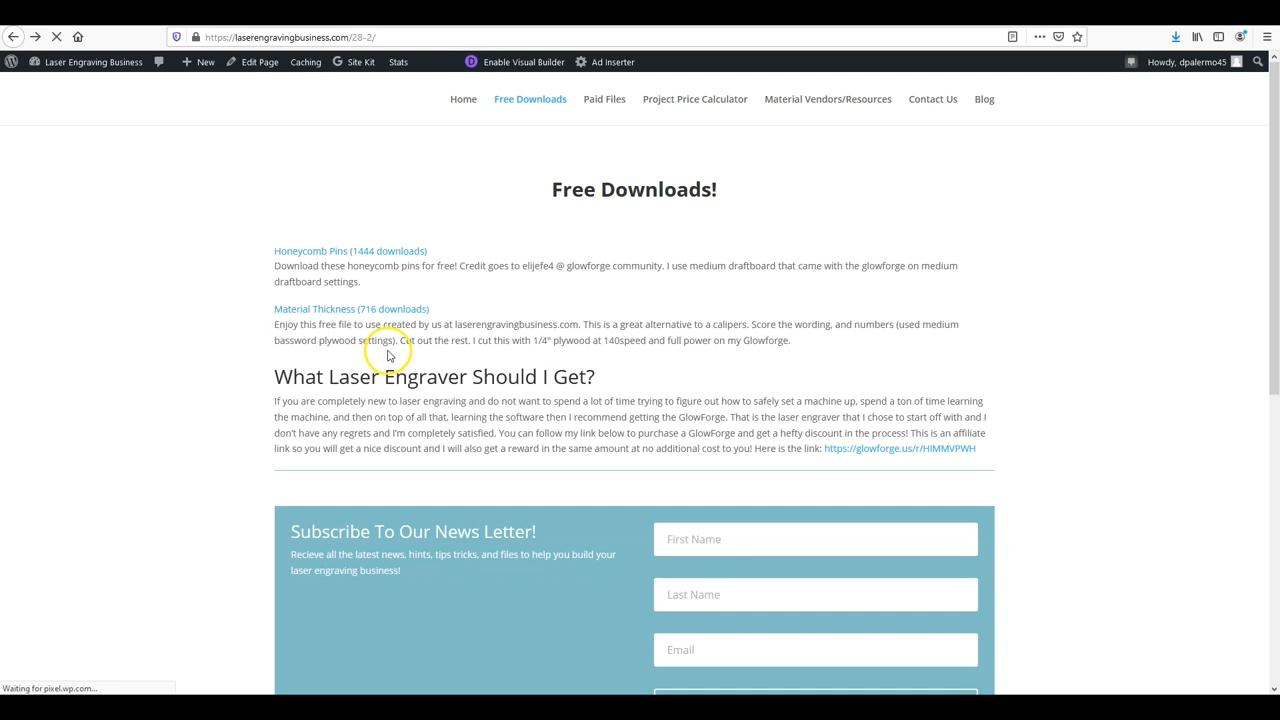 https://laserengravingbusiness.com/28-2/
Laser Engraving Business
New
Edit Page
Caching
Site Kit
Stats
Enable Visual Builder
Ad Inserter
Howdy, dpalermo45
Home
Free Downloads
Paid Files
Project Price Calculator
Material Vendors/Resources
Contact Us
Blog
Free Downloads!
Honeycomb Pins (1444 downloads)
Download these honeycomb pins for free! Credit goes to elijefe4 @ glowforge community. I use medium draftboard that came with the glowforge on medium
draftboard settings.
Material Thickness (716 downloads)
Enjoy this free file to use created by us at laserengravingbusiness.com. This is a great alternative to a calipers. Score the wording, and numbers (used medium
bassword plywood settings). Cut out the rest. I cut this with 1/4" plywood at 140speed and full power on my Glowforge.
What Laser Engraver Should I Get?
If you are completely new to laser engraving and do not want to spend a lot of time trying to figure out how to safely set a machine up, spend a ton of time learning
the machine, and then on top of all that, learning the software then I recommend getting the GlowForge. That is the laser engraver that I chose to start off with and I
don't have any regrets and I'm completely satisfied. You can follow my link below to purchase a GlowForge and get a hefty discount in the process! This is an affiliate
link so you will get a nice discount and I will also get a reward in the same amount at no additional cost to you! Here is the link: https://glowforge.us/r/HIMMVPWH
Subscribe To Our News Letter!
Recieve all the latest news, hints, tips tricks, and files to help you build your
laser engraving business!
First Name
Last Name
Email
Waiting for pixel.wp.com...